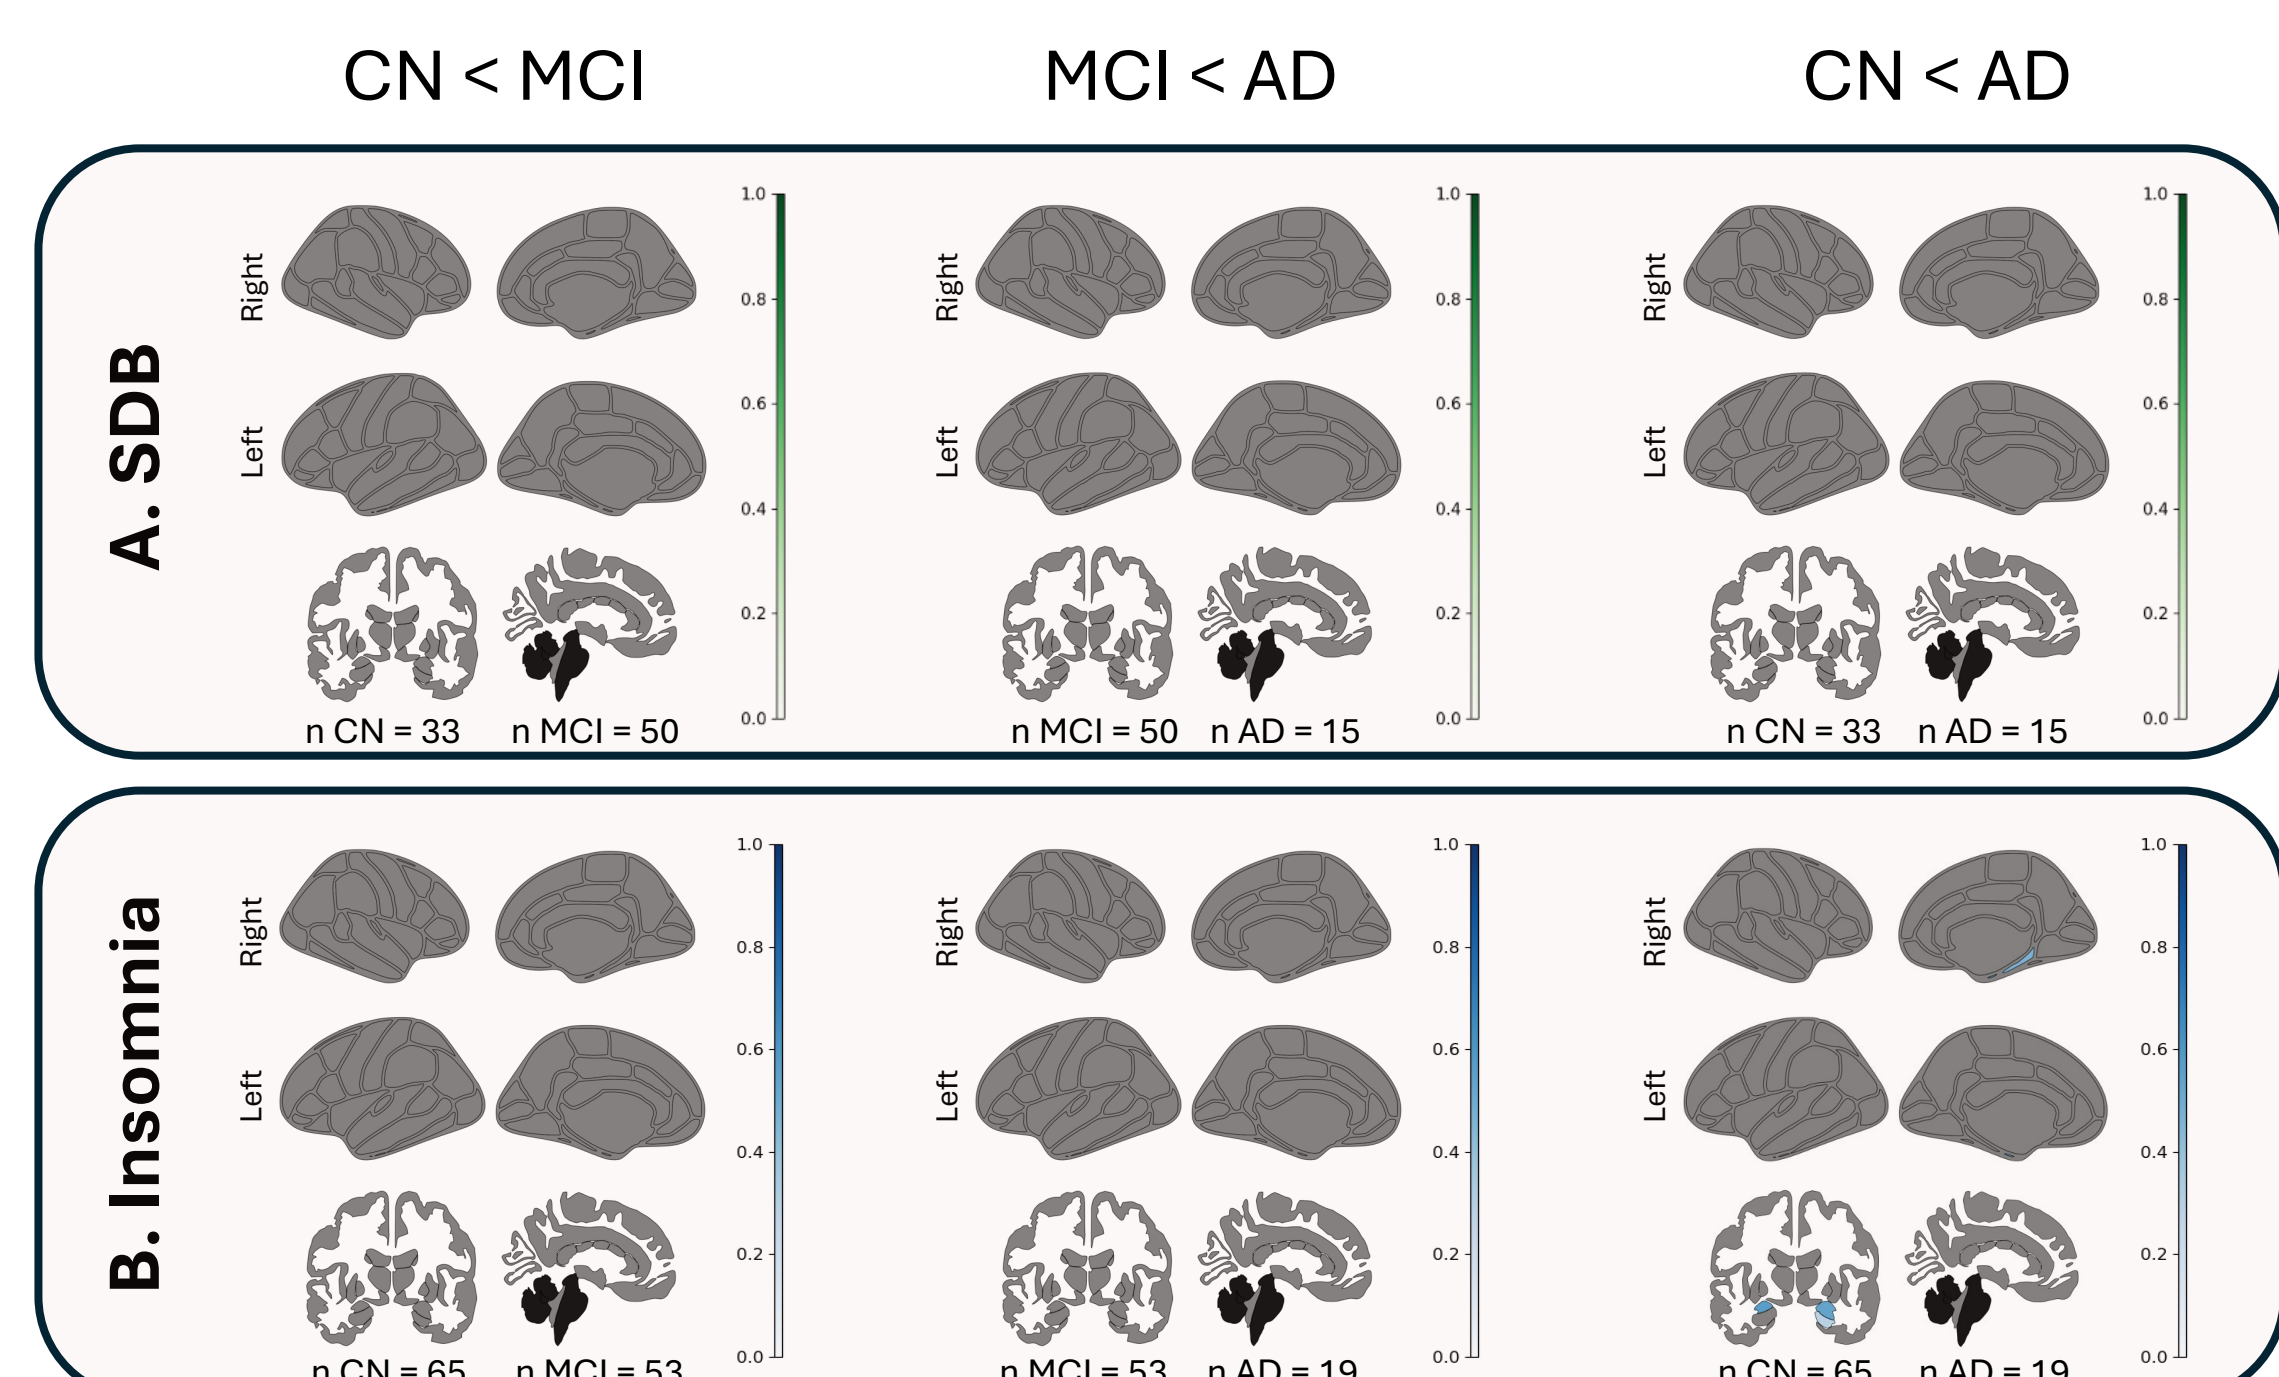 CN < MCI
MCI < AD
CN < AD
A. SDB
Right
Left
1.0
0.8
0.6
0.4
0.2
0.0
n CN = 33
n MCI = 50
Right
Left
1.0
0.8
0.6
0.4
0.2
0.0
n MCI = 50
n AD = 15
Right
Left
1.0
0.8
0.6
0.4
0.2
0.0
n CN = 33
n AD = 15
B. Insomnia
Right
Left
1.0
0.8
0.6
0.4
0.2
0.0
n CN = 65
n MCI = 53
Right
Left
1.0
0.8
0.6
0.4
0.2
0.0
n MCI = 53
n AD = 19
Right
Left
1.0
0.8
0.6
0.4
0.2
0.0
n CN = 65
n AD = 19